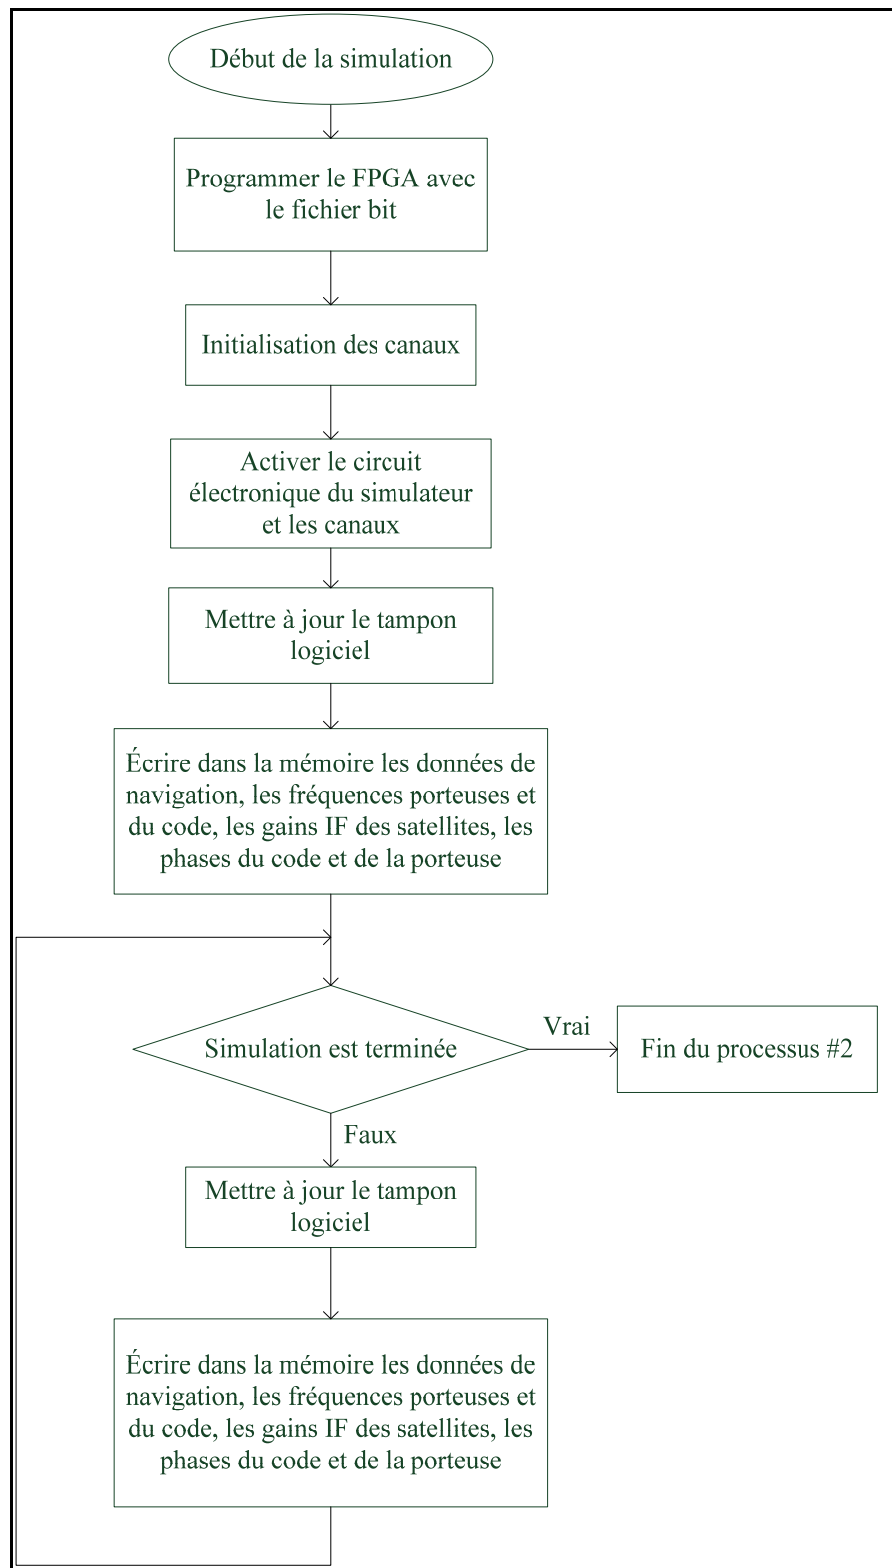 Début de la simulation
Programmer le FPGA avec
le fichier bit
Initialisation des canaux
Activer le circuit
électronique du simulateur
et les canaux
Mettre à jour le tampon
logiciel
Écrire dans la mémoire les données de
navigation, les fréquences porteuses et
du code, les gains IF des satellites, les
phases du code et de la porteuse
Simulation est terminée
Vrai
Fin du processus #2
Faux
Mettre à jour le tampon
logiciel
Écrire dans la mémoire les données de
navigation, les fréquences porteuses et
du code, les gains IF des satellites, les
phases du code et de la porteuse